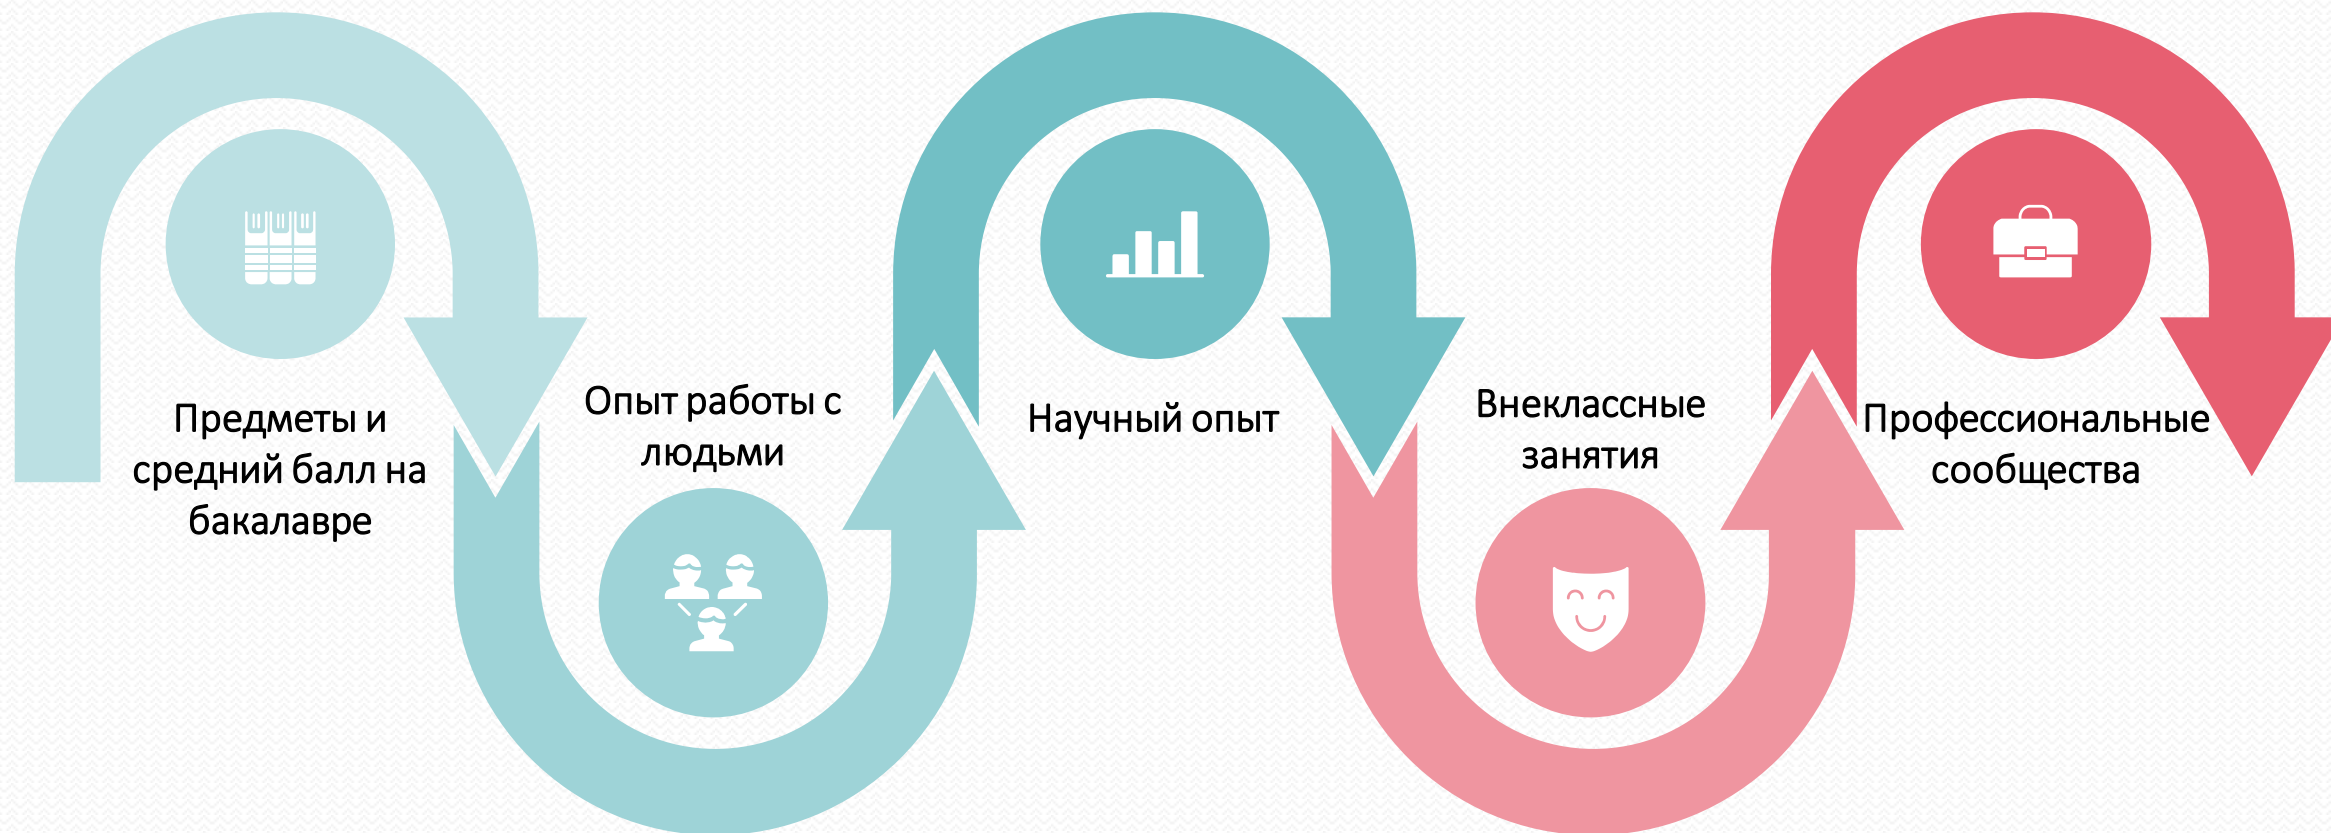 Предметы и
средний балл на
бакалавре
Опыт работы с
людьми
Научный опыт
Внеклассные
занятия
Профессиональные
сообщества